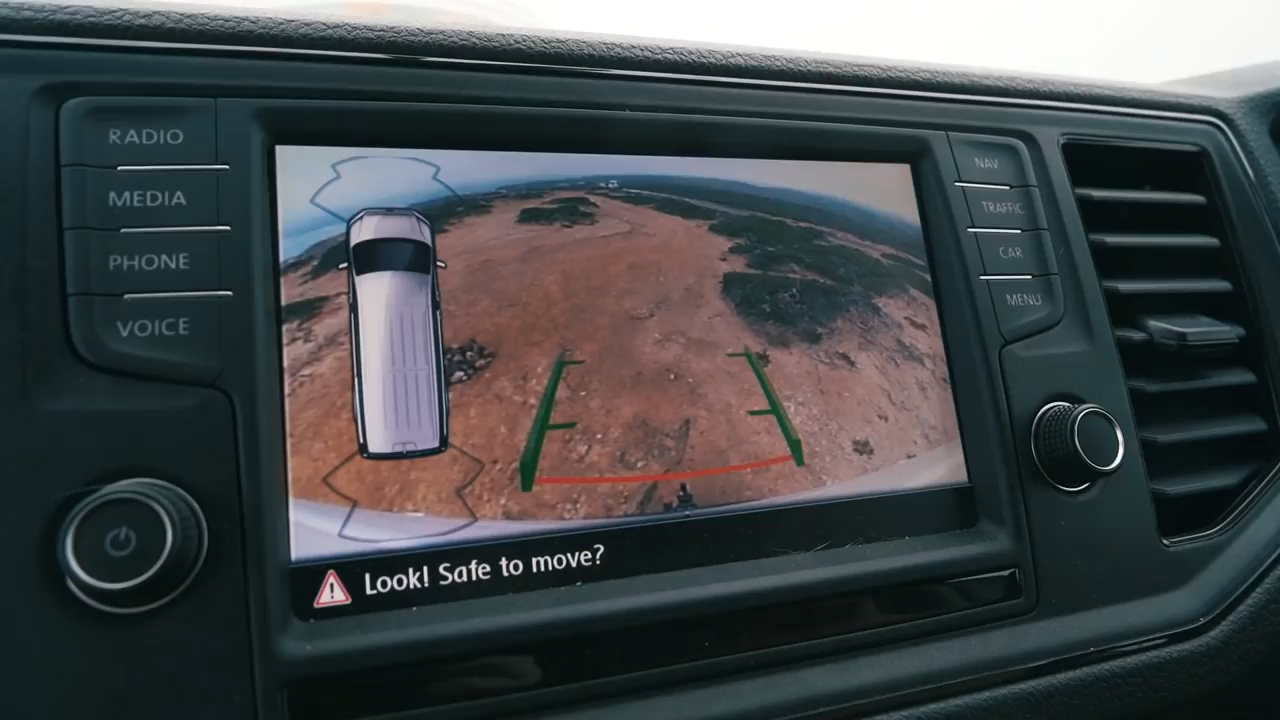 RADIO
MEDIA
PHONE
VOICE
NAV
TRAFFIC
CAR
MENU
Look! Safe to move?